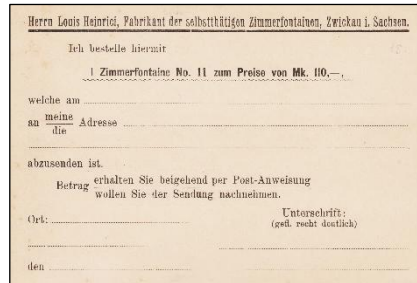 Herrn Louis Heinrici, Fabrikant der selbstthätigen Zimmerfontainen, Zwickau i. Sachsen.
Ich bestelle hiermit
1 Zimmerfontaine No. 11 zum Preise von Mk. 110,—,
welche am
an meine Adresse
die
abzusenden ist.
Betrag erhalten Sie beigehend per Post-Anweisung
wollen Sie der Sendung nachnehmen.
Ort: Unterschrift:
(gefl. recht deutlich)
den